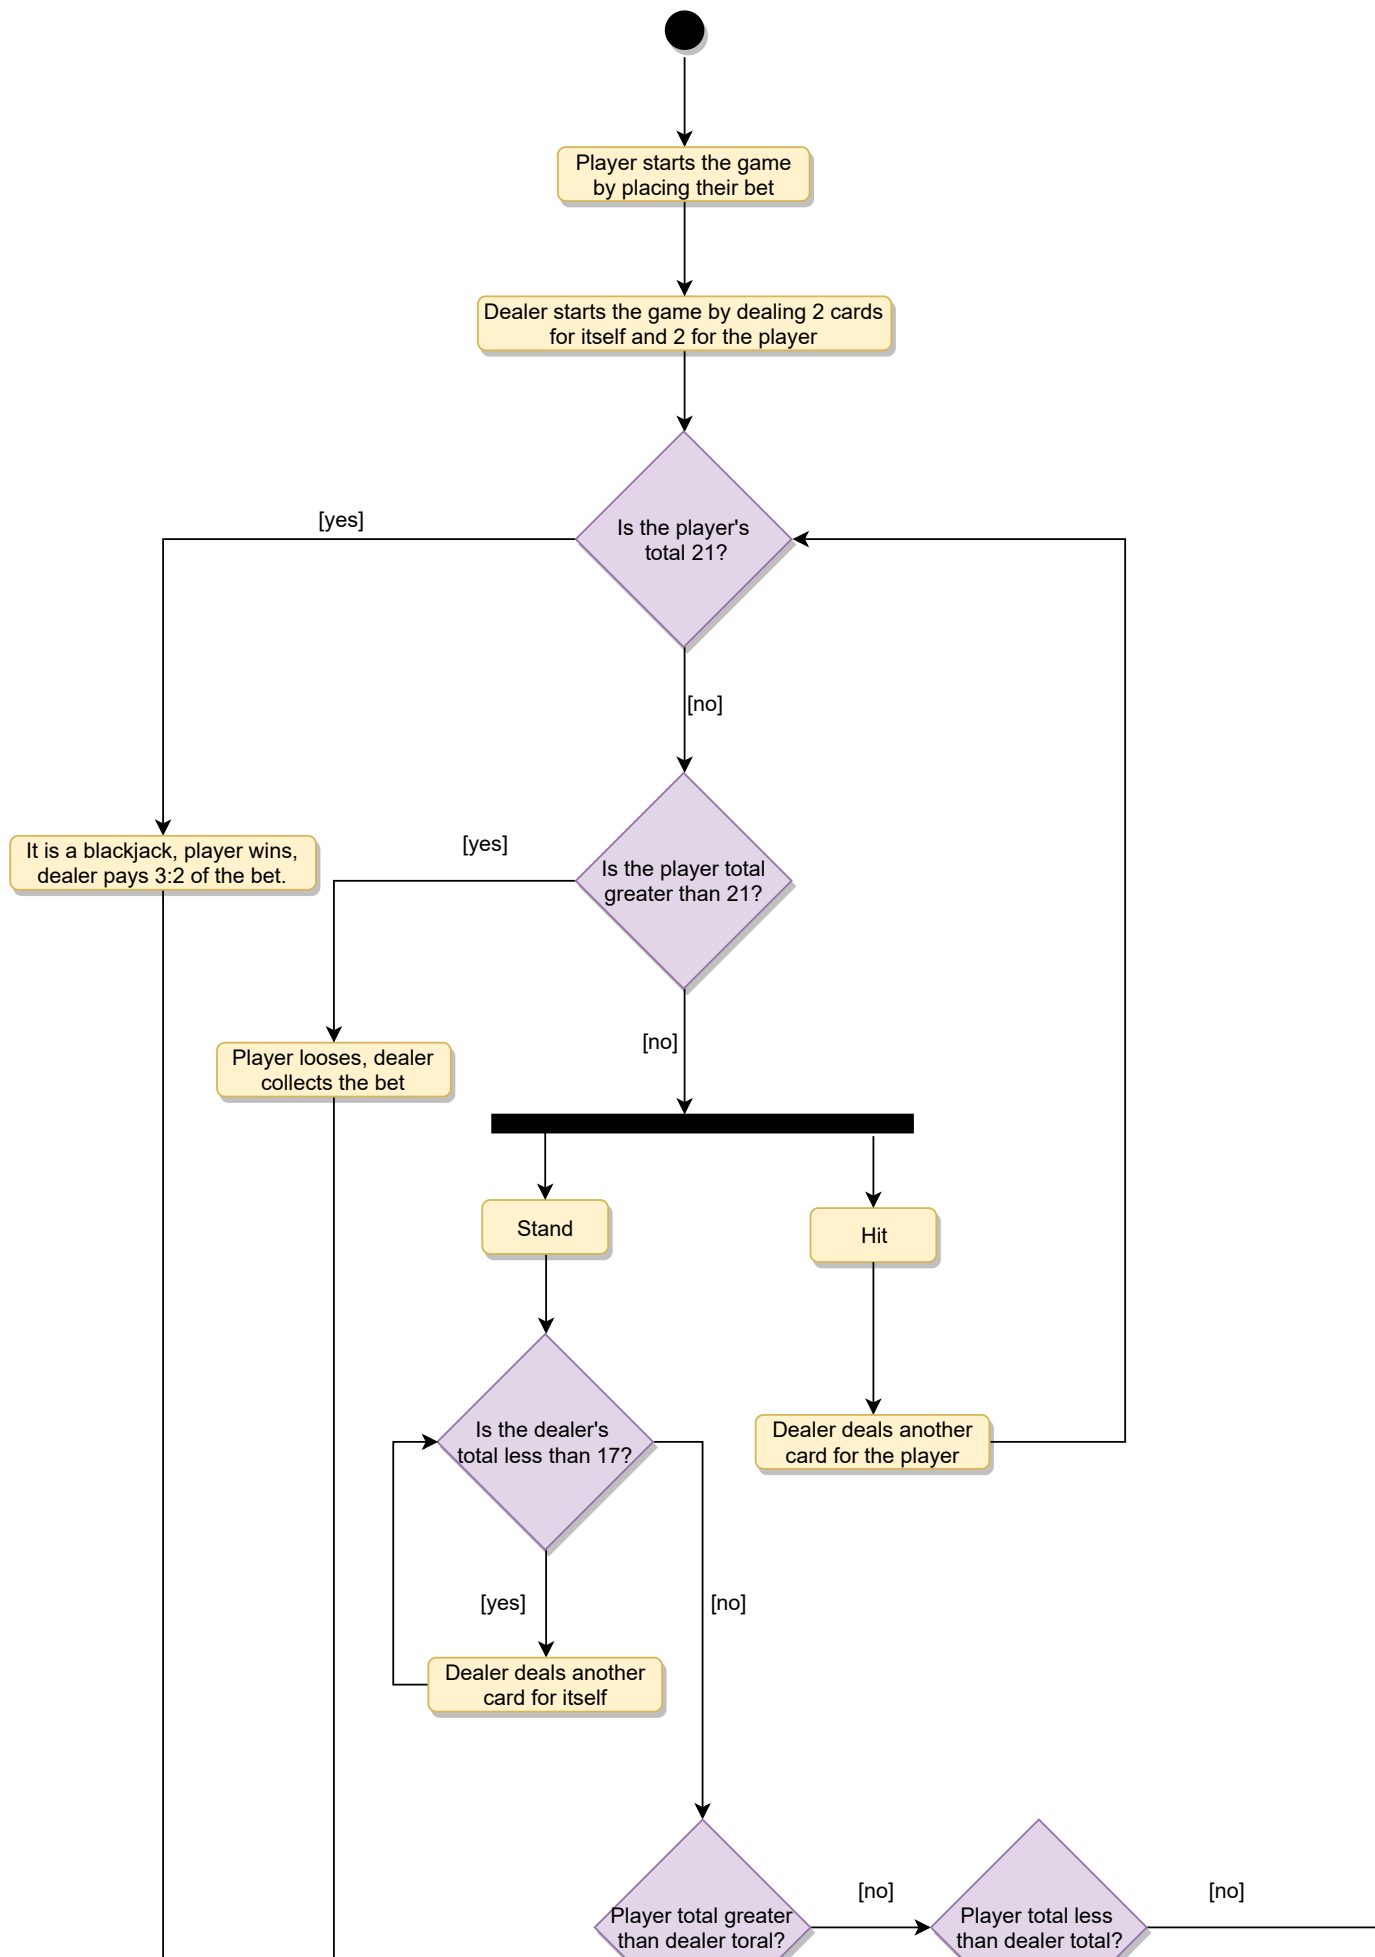 Player starts the game
by placing their bet
Dealer starts the game by dealing 2 cards
for itself and 2 for the player
[yes]
Is the player's
total 21?
[no]
It is a blackjack, player wins,
dealer pays 3:2 of the bet.
[yes]
Is the player total
greater than 21?
[no]
Player looses, dealer
collects the bet
Stand
Hit
Is the dealer's
total less than 17?
Dealer deals another
card for the player
[yes]
[no]
Dealer deals another
card for itself
Player total greater
than dealer toral?
[no]
Player total less
than dealer total?
[no]